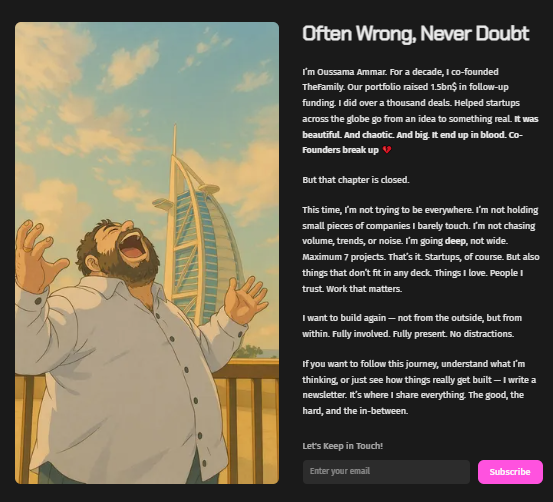 Often Wrong, Never Doubt
I'm Oussama Ammar. For a decade, I co-founded
TheFamily. Our portfolio raised 1.5bn$ in follow-up
funding. I did over a thousand deals. Helped startups
across the globe go from an idea to something real. It was
beautiful. And chaotic. And big. It end up in blood. Co-
Founders break up 💔
But that chapter is closed.
This time, I'm not trying to be everywhere. I'm not holding
small pieces of companies I barely touch. I'm not chasing
volume, trends, or noise. I'm going deep, not wide.
Maximum 7 projects. That's it. Startups, of course. But also
things that don't fit in any deck. Things I love. People I
trust. Work that matters.
I want to build again — not from the outside, but from
within. Fully involved. Fully present. No distractions.
If you want to follow this journey, understand what I'm
thinking, or just see how things really get built — I write a
newsletter. It's where I share everything. The good, the
hard, and the in-between.
Let's Keep in Touch!
Enter your email
Subscribe